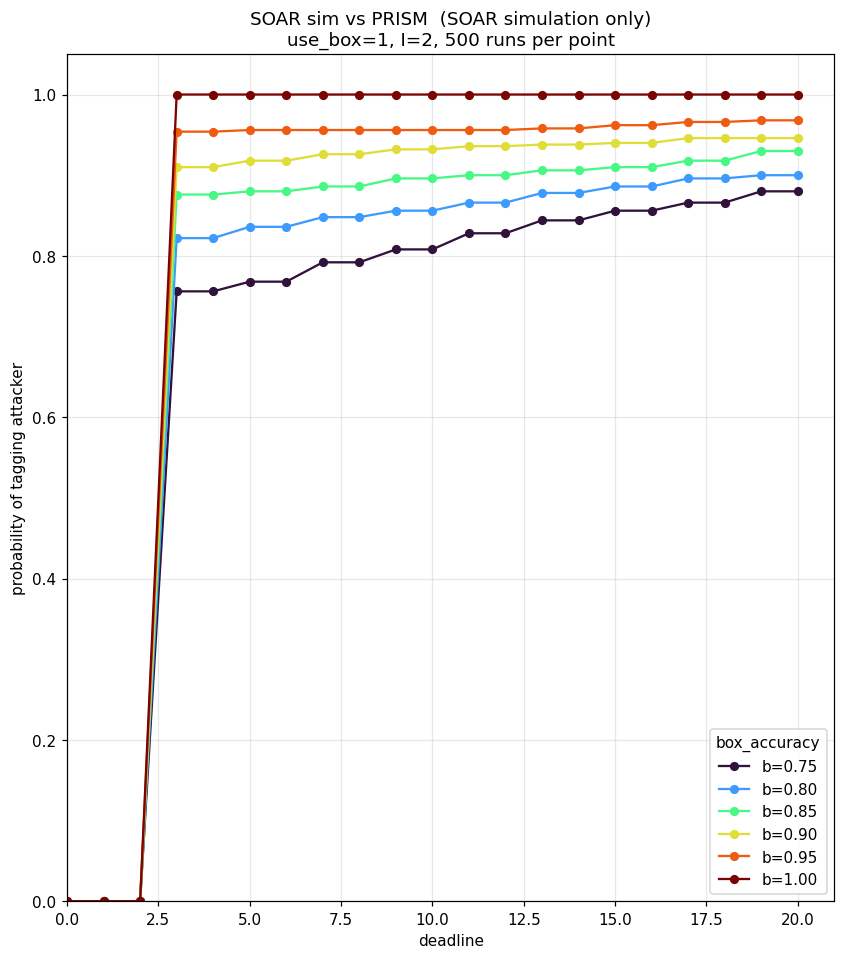 SOAR sim vs PRISM  (SOAR simulation only)
use_box=1, I=2, 500 runs per point
probability of tagging attacker
1.0
0.8
0.6
0.4
0.2
0.0
box_accuracy
b=0.75
b=0.80
b=0.85
b=0.90
b=0.95
b=1.00
0.0 2.5 5.0 7.5 10.0 12.5 15.0 17.5 20.0
deadline